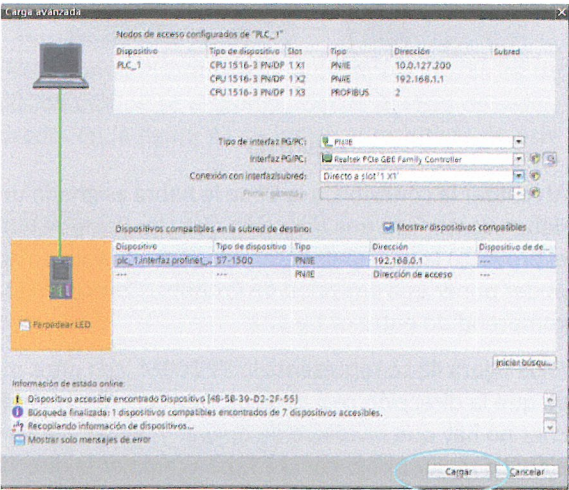 Carga avanzada
Nodos de acceso configurados de "PLC_1"
Dispositivo Tipo de dispositivo Slot Tipo Dirección Subred
PLC_1 CPU 1516-3 PN/DP 1 X1 PN/IE 10.0.127.200
CPU 1516-3 PN/DP 1 X2 PN/IE 192.168.1.1
CPU 1516-3 PN/DP 1 X3 PROFIBUS 2
Tipo de interfaz PG/PC: PN/IE
Interfaz PG/PC: Realtek PCIe GBE Family Controller
Conexión con interfaz/subred: Directo a slot '1 X1'
Dispositivos compatibles en la subred de destino: Mostrar dispositivos compatibles
Dispositivo Tipo de dispositivo Tipo Dirección Dispositivo de de...
plc_1.interfaz profinet_... S7-1500 PN/IE 192.168.0.1 ---
--- --- PN/IE Dirección de acceso ---
Parpadear LED
Iniciar búsqu...
Información de estado online:
Dispositivo accesible encontrado Dispositivo [48-5B-39-D2-2F-55]
Búsqueda finalizada: 1 dispositivos compatibles encontrados de 7 dispositivos accesibles.
Recopilando información de dispositivos...
Mostrar solo mensajes de error
Cargar Cancelar